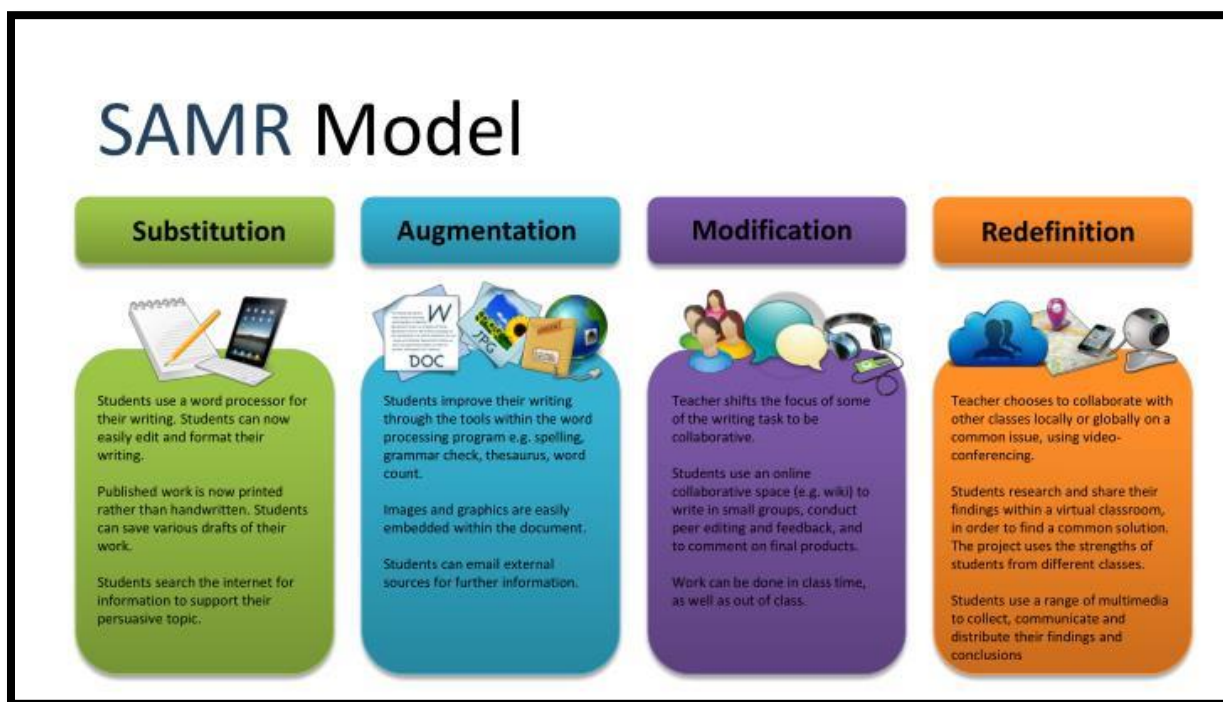 SAMR Model
Substitution
Students use a word processor for
their writing. Students can now
easily edit and format their
writing.
Published work is now printed
rather than handwritten. Students
can save various drafts of their
work.
Students search the internet for
information to support their
persuasive topic.
Augmentation
W
DOC
JPG
Students improve their writing
through the tools within the word
processing program e.g. spelling,
grammar check, thesaurus, word
count.
Images and graphics are easily
embedded within the document.
Students can email external
sources for further information.
Modification
Teacher shifts the focus of some
of the writing task to be
collaborative.
Students use an online
collaborative space (e.g. wiki) to
write in small groups, conduct
peer editing and feedback, and
to comment on final products.
Work can be done in class time,
as well as out of class.
Redefinition
Teacher chooses to collaborate with
other classes locally or globally on a
common issue, using video-
conferencing.
Students research and share their
findings within a virtual classroom,
in order to find a common solution.
The project uses the strengths of
students from different classes.
Students use a range of multimedia
to collect, communicate and
distribute their findings and
conclusions